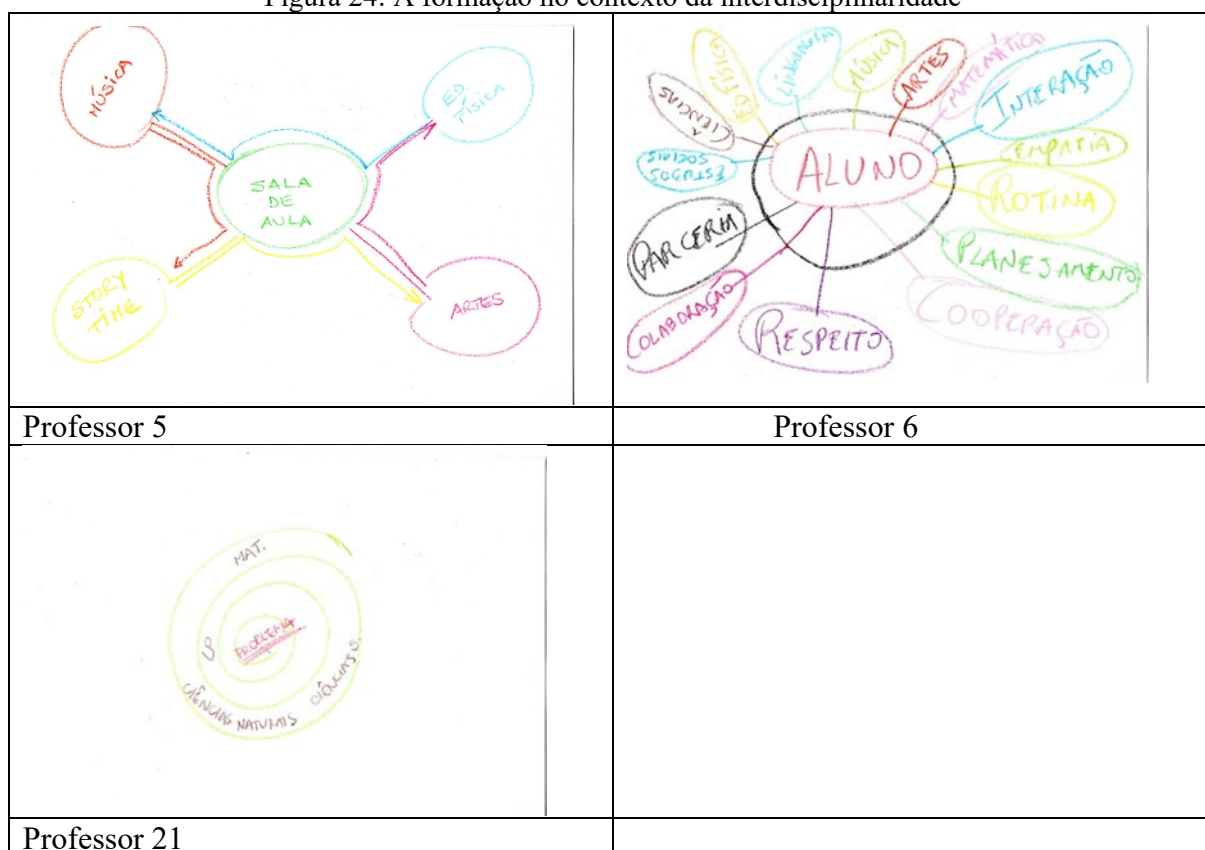 Figura 24: A formação no contexto da interdisciplinaridade
MÚSICA
ED.
FÍSICA
SALA
DE
AULA
STORY
TIME
ARTES
ESTUDOS
SOCIAIS
CIÊNCIAS
ED FÍSICA
LINGUAGEM
MÚSICA
ARTES
MATEMÁTICA
INTERAÇÃO
EMPATIA
ROTINA
PLANEJAMENTO
COOPERAÇÃO
RESPEITO
COLABORAÇÃO
PARCERIA
ALUNO
Professor 5
Professor 6
MAT.
PROBLEMA
CIÊNCIAS NATURAIS
Professor 21